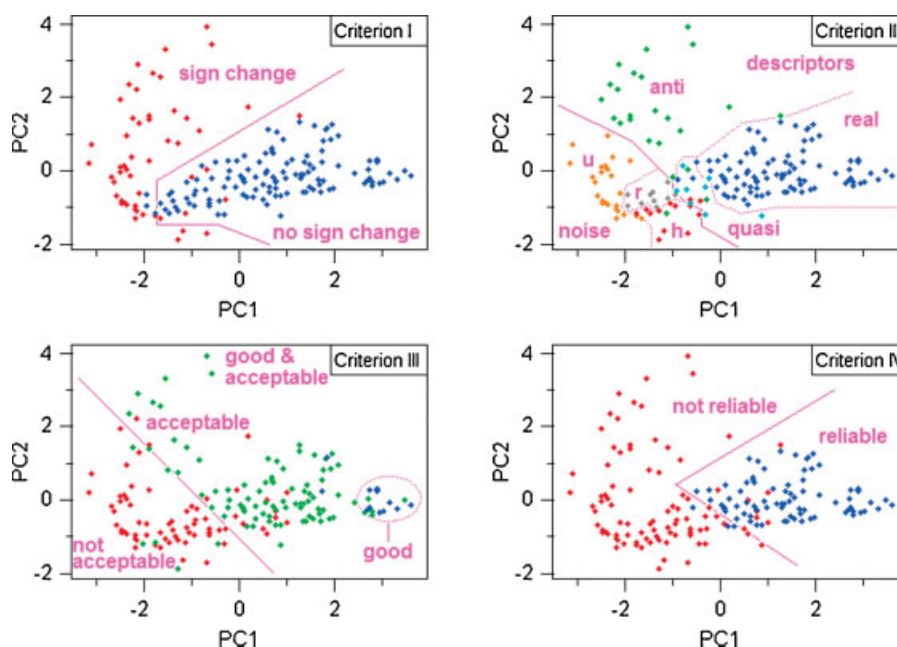 Criterion I
sign change
no sign change
4
2
0
-2
PC2
-2
0
2
PC1
Criterion II
descriptors
anti
real
u
r
noise
h
quasi
4
2
0
-2
PC2
-2
0
2
PC1
Criterion III
good &
acceptable
acceptable
not
acceptable
good
4
2
0
-2
PC2
-2
0
2
PC1
Criterion IV
not reliable
reliable
4
2
0
-2
PC2
-2
0
2
PC1